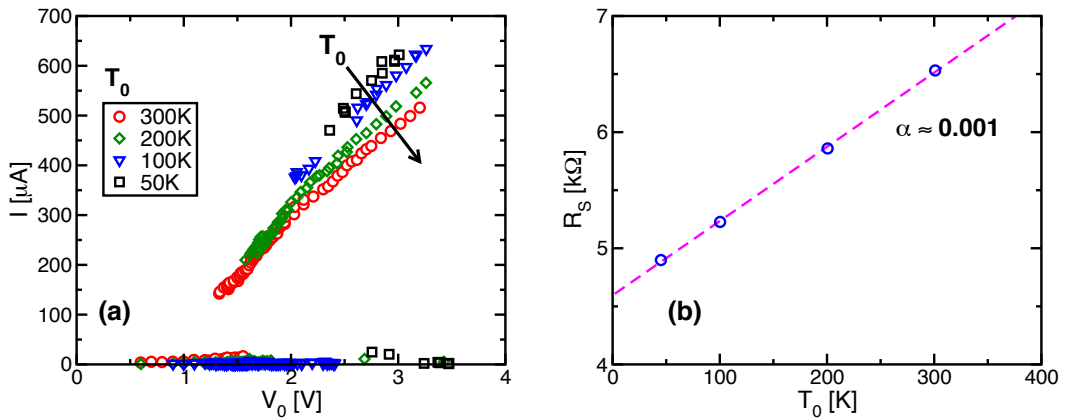 700
600
500
400
300
200
100
0
I [μA]
T₀
300K
200K
100K
50K
T₀
(a)
0 1 2 3 4
V₀ [V]
7
6
5
4
R_S [kΩ]
α ≈ 0.001
(b)
0 100 200 300 400
T₀ [K]